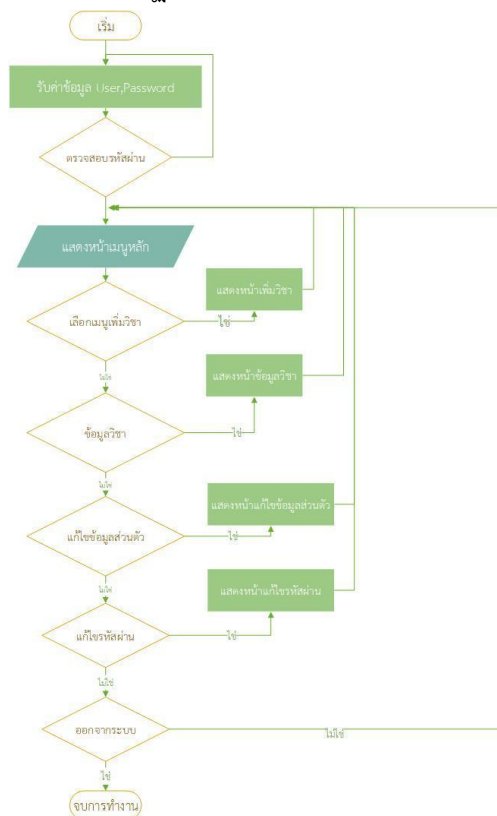 เริ่ม
รับค่าข้อมูล User,Password
ตรวจสอบรหัสผ่าน
แสดงหน้าเมนูหลัก
แสดงหน้าเพิ่มวิชา
เลือกเมนูเพิ่มวิชา
ใช่
ไม่ใช่
แสดงหน้าข้อมูลวิชา
ข้อมูลวิชา
ใช่
ไม่ใช่
แสดงหน้าแก้ไขข้อมูลส่วนตัว
แก้ไขข้อมูลส่วนตัว
ใช่
ไม่ใช่
แสดงหน้าแก้ไขรหัสผ่าน
แก้ไขรหัสผ่าน
ใช่
ไม่ใช่
ออกจากระบบ
ไม่ใช่
ใช่
จบการทำงาน